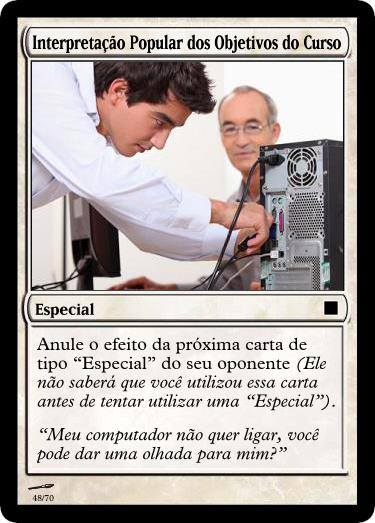 Interpretação Popular dos Objetivos do Curso
Especial
Anule o efeito da próxima carta de
tipo “Especial” do seu oponente (Ele
não saberá que você utilizou essa carta
antes de tentar utilizar uma “Especial”).
“Meu computador não quer ligar, você
pode dar uma olhada para mim?”
48/70